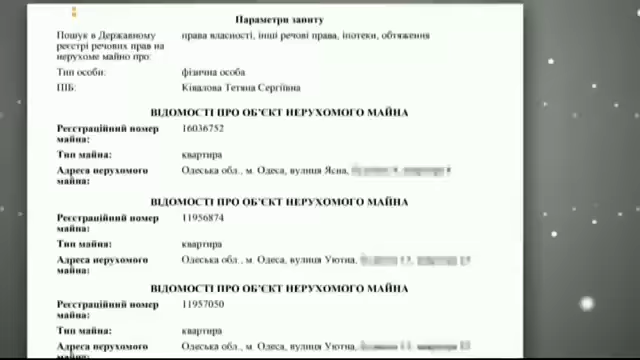 Параметри запиту
Пошук в Державному права власності, інші речові права, іпотеки, обтяження
реєстрі речових прав на
нерухоме майно про:
Тип особи: фізична особа
ПІБ: Ківалова Тетяна Сергіївна
ВІДОМОСТІ ПРО ОБ'ЄКТ НЕРУХОМОГО МАЙНА
Реєстраційний номер 16036752
майна:
Тип майна: квартира
Адреса нерухомого Одеська обл., м. Одеса, вулиця Ясна,
майна:
ВІДОМОСТІ ПРО ОБ'ЄКТ НЕРУХОМОГО МАЙНА
Реєстраційний номер 11956874
майна:
Тип майна: квартира
Адреса нерухомого Одеська обл., м. Одеса, вулиця Уютна,
майна:
ВІДОМОСТІ ПРО ОБ'ЄКТ НЕРУХОМОГО МАЙНА
Реєстраційний номер 11957050
майна:
Тип майна: квартира
Адреса нерухомого Одеська обл., м. Одеса, вулиця Уютна,
майна: